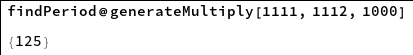 findPeriod@generateMultiply[1111, 1112, 1000]
{125}